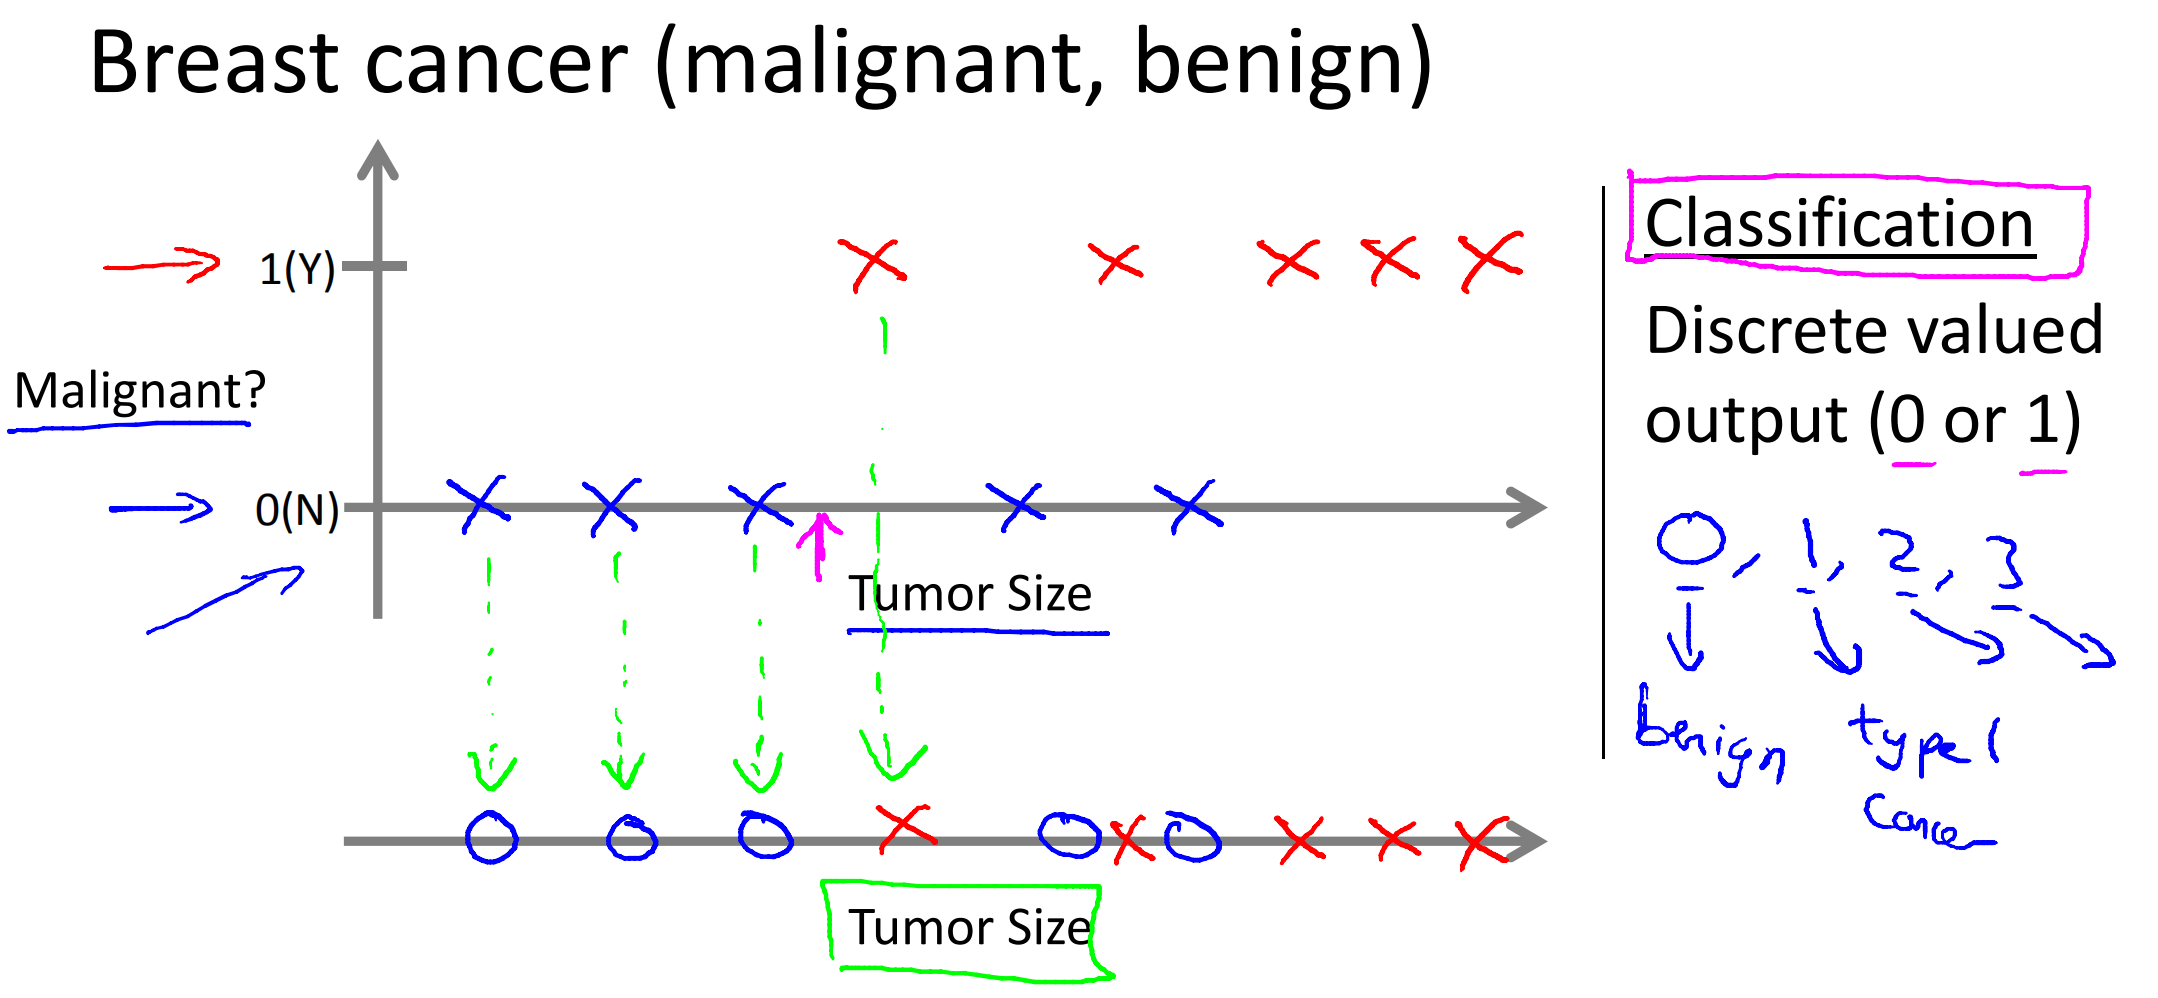 Breast cancer (malignant, benign)
1(Y)
Malignant?
0(N)
Tumor Size
Tumor Size
Classification
Discrete valued
output (0 or 1)
0, 1, 2, 3
benign
type 1
cancer